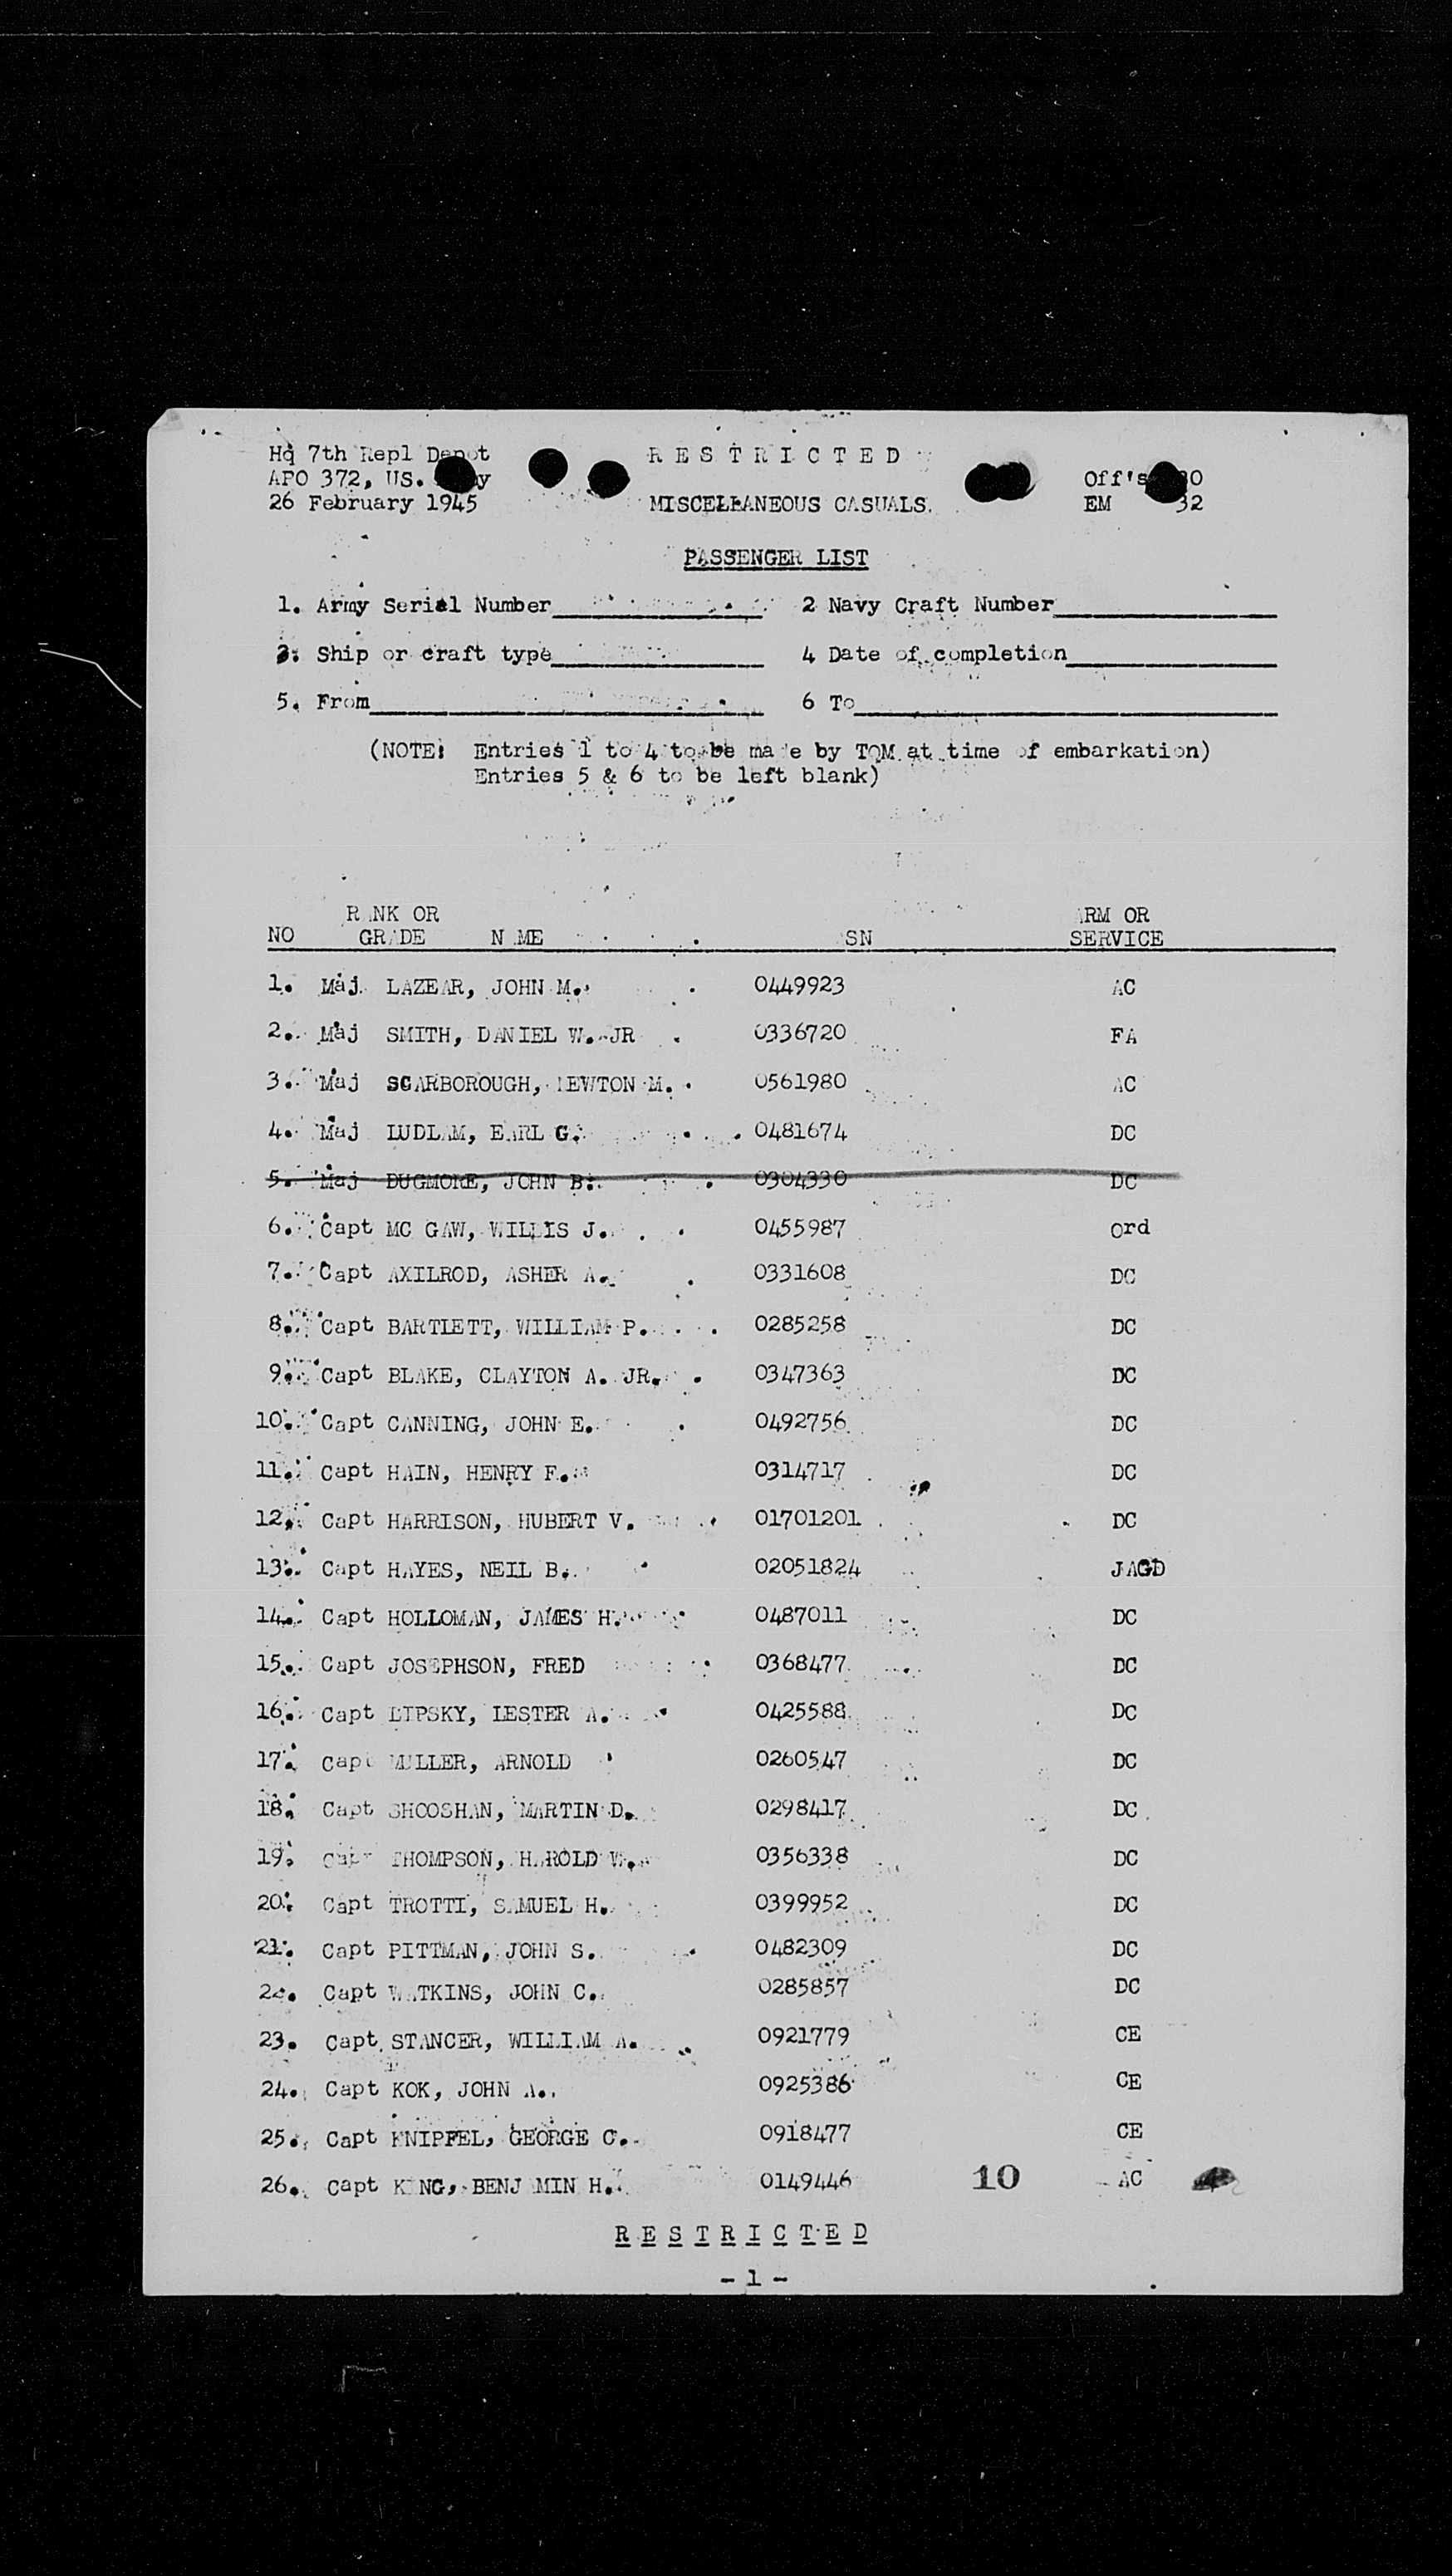 Hq 7th Repl Depot RESTRICTED
APO 372, US. Off's
26 February 1945 MISCELLANEOUS CASUALS. EM 32
PASSENGER LIST
1. Army Serial Number 2 Navy Craft Number
3. Ship or craft type 4 Date of completion
5. From 6 To
(NOTE: Entries 1 to 4 to be made by TQM at time of embarkation)
Entries 5 & 6 to be left blank)
RANK OR ARM OR
NO GRADE NAME ASN SERVICE
1. Maj LAZEAR, JOHN M. 0449923 AC
2. Maj SMITH, DANIEL W. JR 0336720 FA
3. Maj SCARBOROUGH, NEWTON M. 0561980 AC
4. Maj LUDLAM, EARL G. 0481674 DC
5. Maj DUGMORE, JOHN B. 0304330 DC
6. Capt MC GAW, WILLIS J. 0455987 Ord
7. Capt AXILROD, ASHER A. 0331608 DC
8. Capt BARTLETT, WILLIAM P. 0285258 DC
9. Capt BLAKE, CLAYTON A. JR. 0347363 DC
10. Capt CANNING, JOHN E. 0492756 DC
11. Capt HAIN, HENRY F. 0314717 DC
12. Capt HARRISON, HUBERT V. 01701201 DC
13. Capt HAYES, NEIL B. 02051824 JAGD
14. Capt HOLLOMAN, JAMES H. 0487011 DC
15. Capt JOSEPHSON, FRED 0368477 DC
16. Capt LIPSKY, LESTER A. 0425588 DC
17. Capt MILLER, ARNOLD 0260547 DC
18. Capt SHOOSHAN, MARTIN D. 0298417 DC
19. Capt THOMPSON, HAROLD W. 0356338 DC
20. Capt TROTTI, SAMUEL H. 0399952 DC
21. Capt PITTMAN, JOHN S. 0482309 DC
22. Capt WATKINS, JOHN C. 0285857 DC
23. Capt STANCER, WILLIAM A. 0921779 CE
24. Capt KOK, JOHN A. 0925386 CE
25. Capt KNIPFEL, GEORGE C. 0918477 CE
26. Capt KING, BENJAMIN H. 0149446 10 AC
RESTRICTED
- 1 -